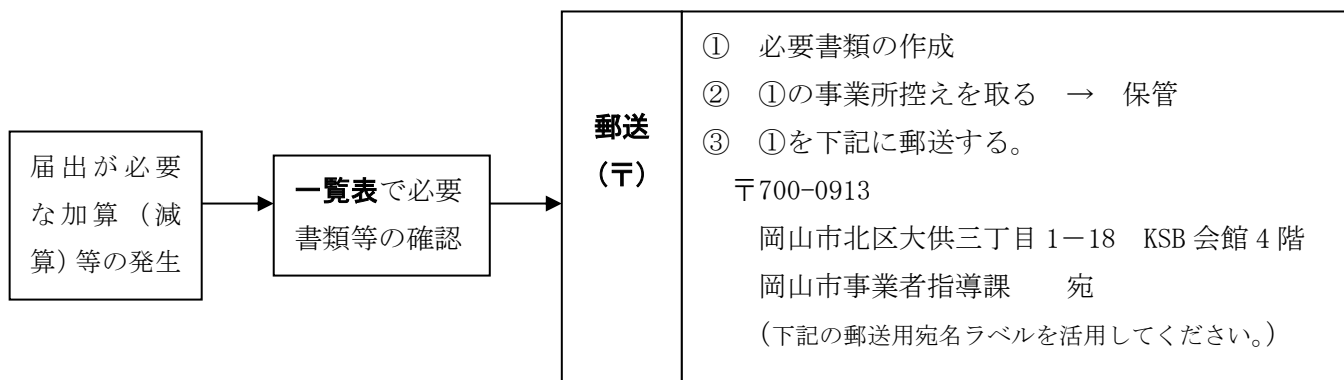 届出が必要
な加算（減
算）等の発生
一覧表で必要
書類等の確認
郵送
（〒）
① 必要書類の作成
② ①の事業所控えを取る → 保管
③ ①を下記に郵送する。
〒700-0913
岡山市北区大供三丁目 1－18 KSB 会館 4 階
岡山市事業者指導課 宛
（下記の郵送用宛名ラベルを活用してください。）